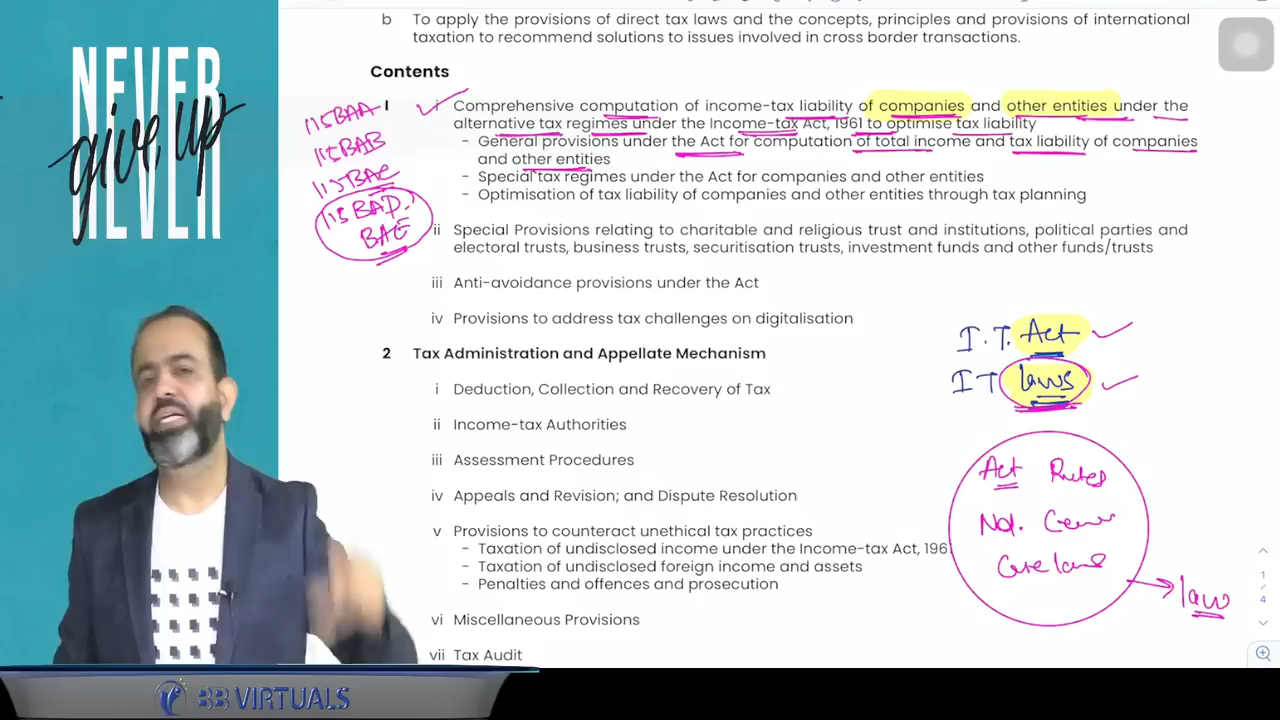 NEVER
give up
NEVER
b To apply the provisions of direct tax laws and the concepts, principles and provisions of international
taxation to recommend solutions to issues involved in cross border transactions.
Contents
1 i Comprehensive computation of income-tax liability of companies and other entities under the
alternative tax regimes under the Income-tax Act, 1961 to optimise tax liability
- General provisions under the Act for computation of total income and tax liability of companies
and other entities
- Special tax regimes under the Act for companies and other entities
- Optimisation of tax liability of companies and other entities through tax planning
ii Special Provisions relating to charitable and religious trust and institutions, political parties and
electoral trusts, business trusts, securitisation trusts, investment funds and other funds/trusts
iii Anti-avoidance provisions under the Act
iv Provisions to address tax challenges on digitalisation
2 Tax Administration and Appellate Mechanism
i Deduction, Collection and Recovery of Tax
ii Income-tax Authorities
iii Assessment Procedures
iv Appeals and Revision; and Dispute Resolution
v Provisions to counteract unethical tax practices
- Taxation of undisclosed income under the Income-tax Act, 196
- Taxation of undisclosed foreign income and assets
- Penalties and offences and prosecution
vi Miscellaneous Provisions
vii Tax Audit
115BAA
115BAB
115BAC
115BAD.
BAE
I.T. Act
IT laws
Act Rules
Not.
Case laws
law
1
/
4
BB VIRTUALS